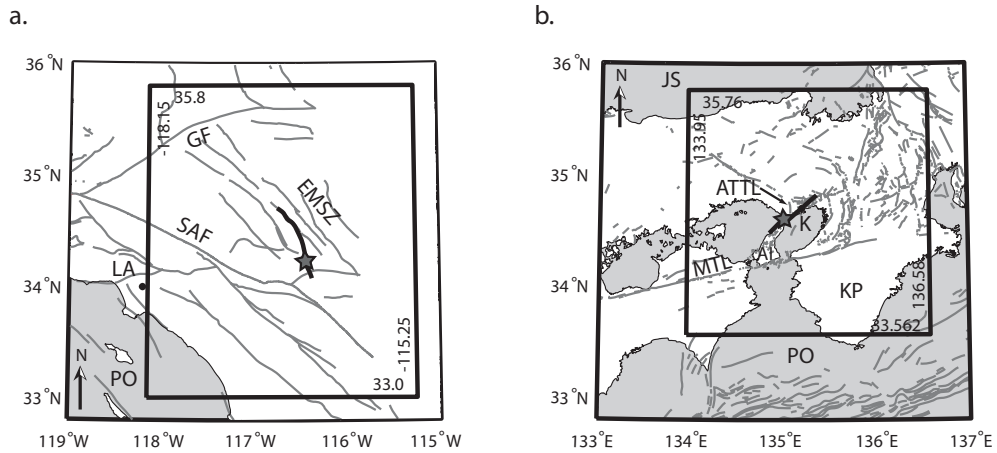 a.
36°N
35°N
34°N
33°N
119°W
118°W
117°W
116°W
115°W
35.8
-118.15
GF
EMSZ
SAF
LA
PO
N
33.0
-115.25
b.
36°N
35°N
34°N
33°N
133°E
134°E
135°E
136°E
137°E
JS
N
35.76
133.95
ATTL
K
AI
MTL
KP
136.58
33.562
PO